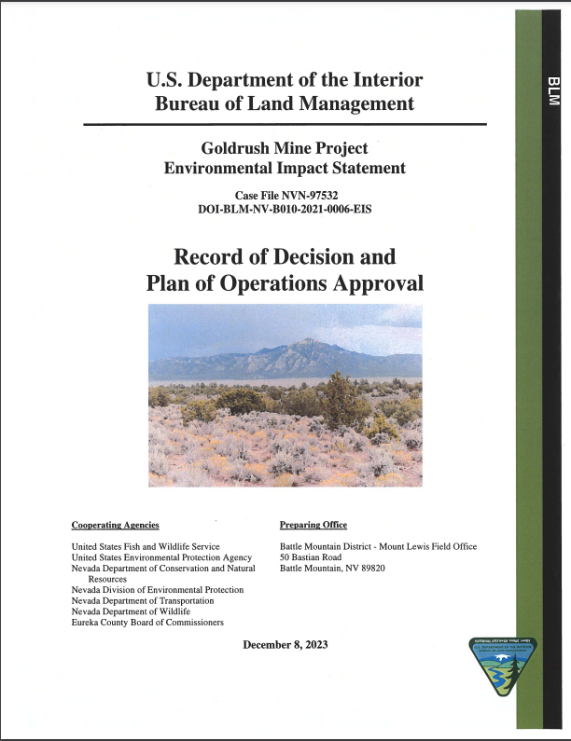 U.S. Department of the Interior
Bureau of Land Management
BLM
Goldrush Mine Project
Environmental Impact Statement
Case File NVN-97532
DOI-BLM-NV-B010-2021-0006-EIS
Record of Decision and
Plan of Operations Approval
Cooperating Agencies
United States Fish and Wildlife Service
United States Environmental Protection Agency
Nevada Department of Conservation and Natural
Resources
Nevada Division of Environmental Protection
Nevada Department of Transportation
Nevada Department of Wildlife
Eureka County Board of Commissioners
Preparing Office
Battle Mountain District - Mount Lewis Field Office
50 Bastian Road
Battle Mountain, NV 89820
December 8, 2023
U.S. DEPARTMENT OF THE INTERIOR
BUREAU OF LAND MANAGEMENT